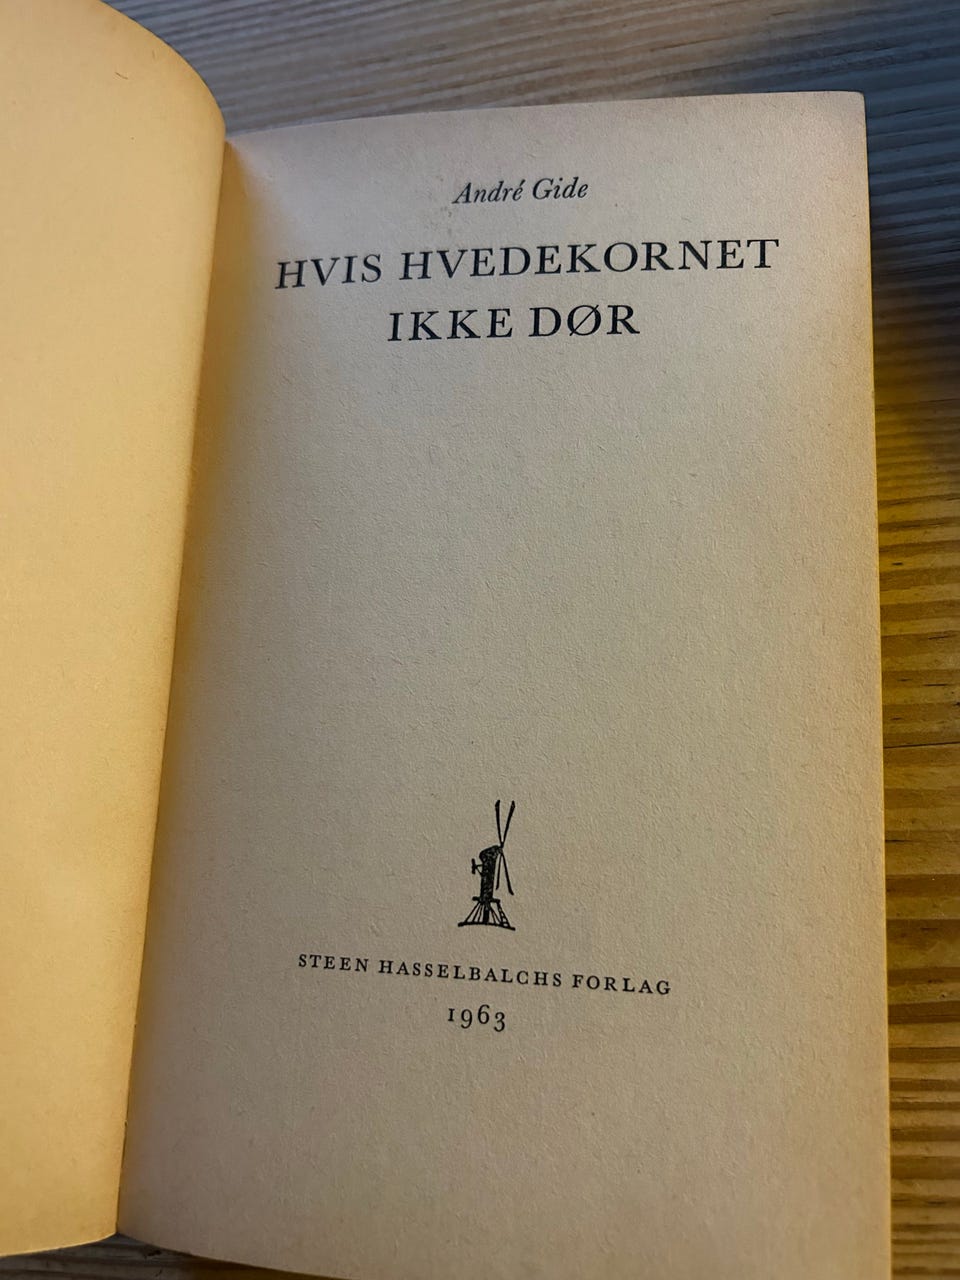 André Gide
HVIS HVEDEKORNET
IKKE DØR
STEEN HASSELBALCHS FORLAG
1963